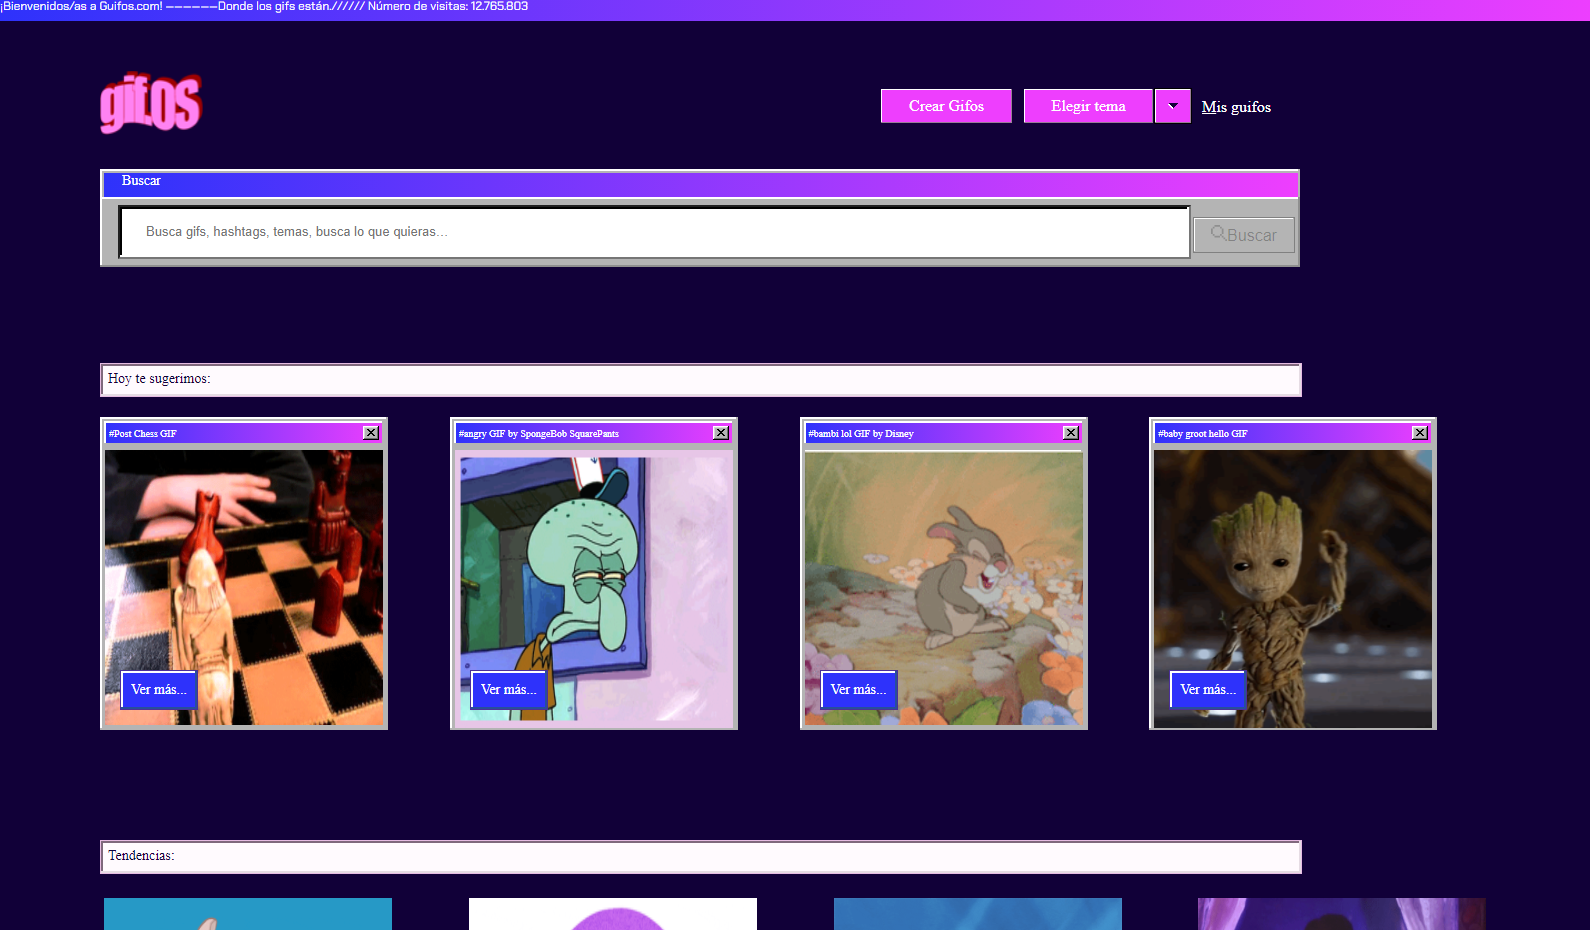 ¡Bienvenidos/as a Guifos.com! ——————Donde los gifs están.////// Número de visitas: 12.765.803
gif.OS
Crear Gifos
Elegir tema
Mis guifos
Buscar
Busca gifs, hashtags, temas, busca lo que quieras...
Buscar
Hoy te sugerimos:
#Post Chess GIF
#angry GIF by SpongeBob SquarePants
#bambi lol GIF by Disney
#baby groot hello GIF
Ver más...
Ver más...
Ver más...
Ver más...
Tendencias: